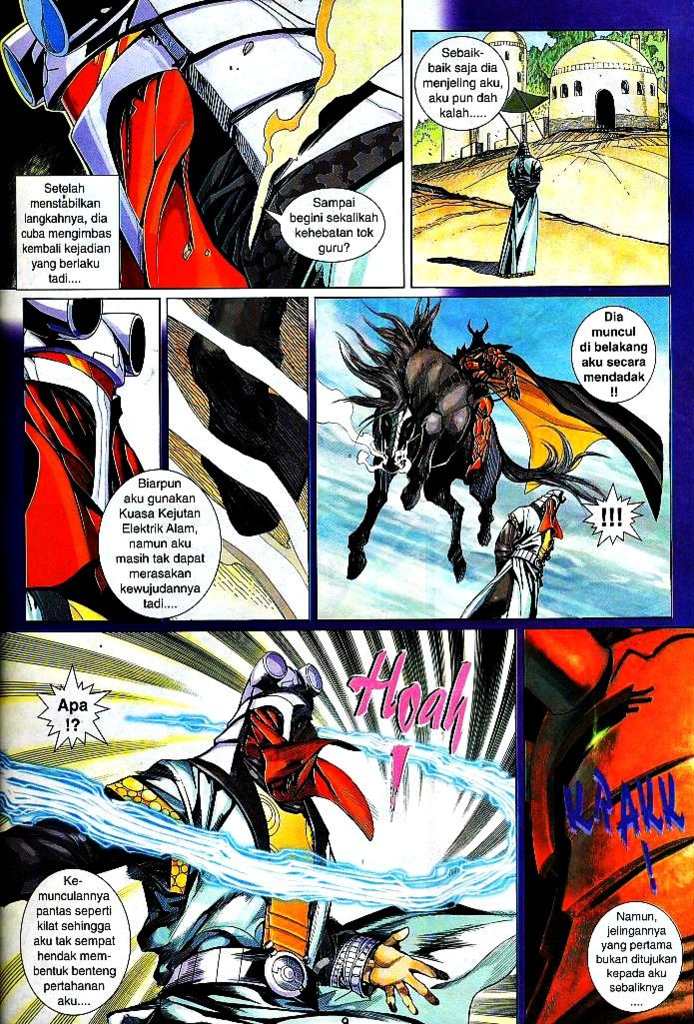 Setelah
menstabilkan
langkahnya, dia
cuba mengimbas
kembali kejadian
yang berlaku
tadi....
Sampai
begini sekalikah
kehebatan tok
guru?
Sebaik-
baik saja dia
menjeling aku,
aku pun dah
kalah.....
Biarpun
aku gunakan
Kuasa Kejutan
Elektrik Alam,
namun aku
masih tak dapat
merasakan
kewujudannya
tadi....
Dia
muncul
di belakang
aku secara
mendadak
!!
!!!
Apa
!?
Hoah
!
Ke-
munculannya
pantas seperti
kilat sehingga
aku tak sempat
hendak mem-
bentuk benteng
pertahanan
aku....
KRAKK
!
Namun,
jelingannya
yang pertama
bukan ditujukan
kepada aku
sebaliknya
....
9